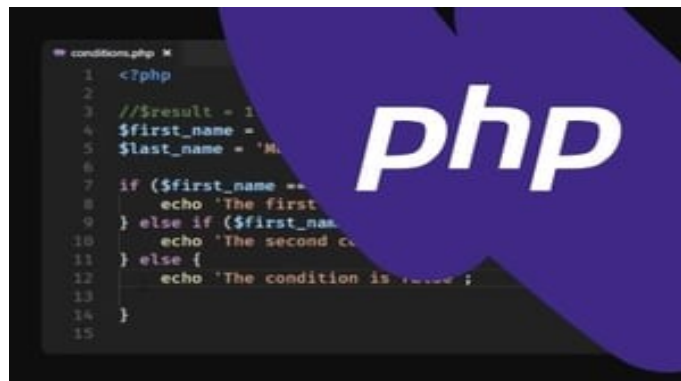 conditions.php ×
1 <?php
2
3 //$result = 1
4 $first_name =
5 $last_name =
6
7 if ($first_name ==
8 echo 'The first
9 } else if (
10 echo 'The second
11 } else {
12 echo 'The condition is
13
14 }
15
php